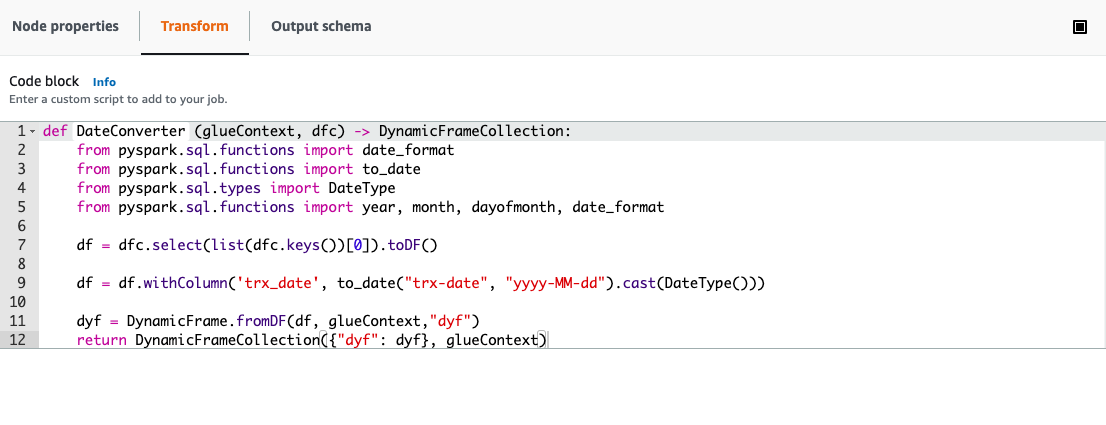 Node properties Transform Output schema
Code block Info
Enter a custom script to add to your job.
1 def DateConverter (glueContext, dfc) -> DynamicFrameCollection:
2     from pyspark.sql.functions import date_format
3     from pyspark.sql.functions import to_date
4     from pyspark.sql.types import DateType
5     from pyspark.sql.functions import year, month, dayofmonth, date_format
6
7     df = dfc.select(list(dfc.keys())[0]).toDF()
8
9     df = df.withColumn('trx_date', to_date("trx-date", "yyyy-MM-dd").cast(DateType()))
10
11     dyf = DynamicFrame.fromDF(df, glueContext,"dyf")
12     return DynamicFrameCollection({"dyf": dyf}, glueContext)